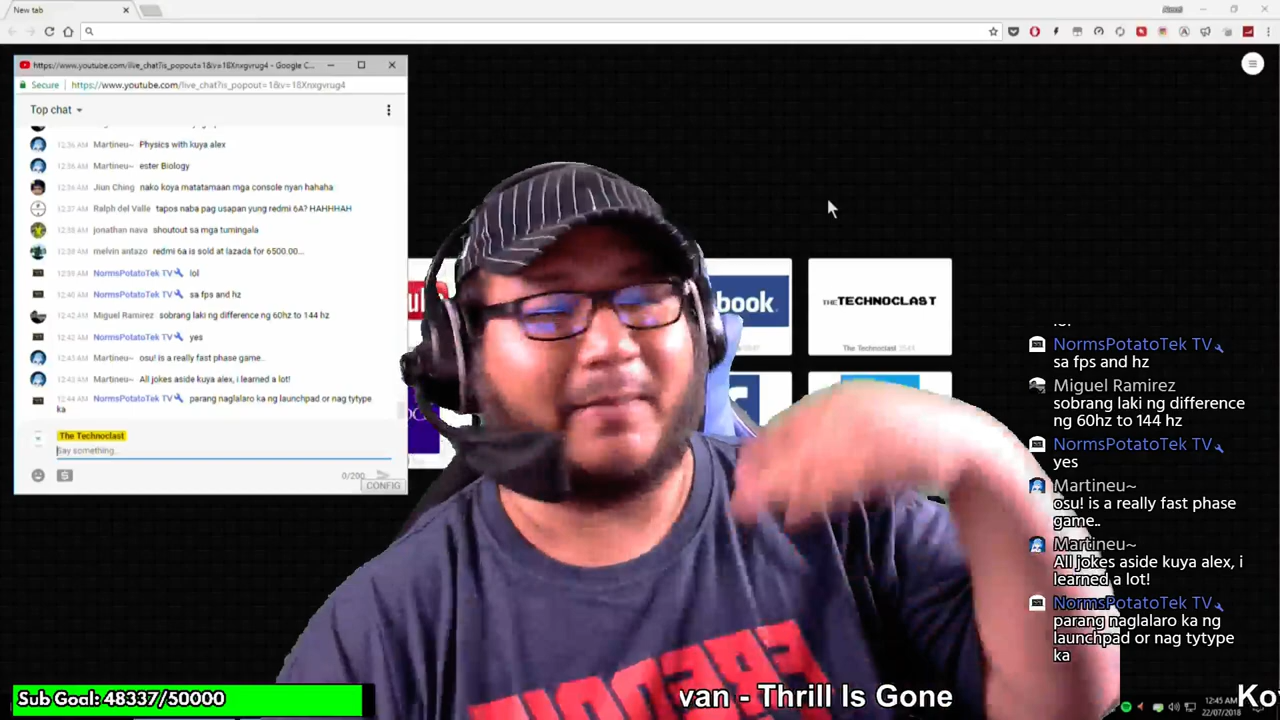 New tab
https://www.youtube.com/live_chat?is_popout=1&v=18Xnxgvrug4 - Google C...
Secure https://www.youtube.com/live_chat?is_popout=1&v=18Xnxgvrug4
Top chat
12:36 AM Martineu~ Physics with kuya alex
12:36 AM Martineu~ ester Biology
12:36 AM Jiun Ching nako koya matatamaan mga console nyan hahaha
12:37 AM Ralph del Valle tapos naba pag usapan yung redmi 6A? HAHHHAH
12:38 AM jonathan nava shoutout sa mga tumingala
12:38 AM melvin antazo redmi 6a is sold at lazada for 6500.00...
12:39 AM NormsPotatoTek TV lol
12:40 AM NormsPotatoTek TV sa fps and hz
12:42 AM Miguel Ramirez sobrang laki ng difference ng 60hz to 144 hz
12:42 AM NormsPotatoTek TV yes
12:43 AM Martineu~ osu! is a really fast phase game..
12:43 AM Martineu~ All jokes aside kuya alex, i learned a lot!
12:44 AM NormsPotatoTek TV parang naglalaro ka ng launchpad or nag tytype
ka
The Technoclast
Say something...
0/200
CONFIG
book
THETECHNOCLAST
The Technoclast
NormsPotatoTek TV
sa fps and hz
Miguel Ramirez
sobrang laki ng difference
ng 60hz to 144 hz
NormsPotatoTek TV
yes
Martineu~
osu! is a really fast phase
game..
Martineu~
All jokes aside kuya alex, i
learned a lot!
NormsPotatoTek TV
parang naglalaro ka ng
launchpad or nag tytype
ka
Sub Goal: 48337/50000
van - Thrill Is Gone
Ko
12:45 AM
22/07/2018